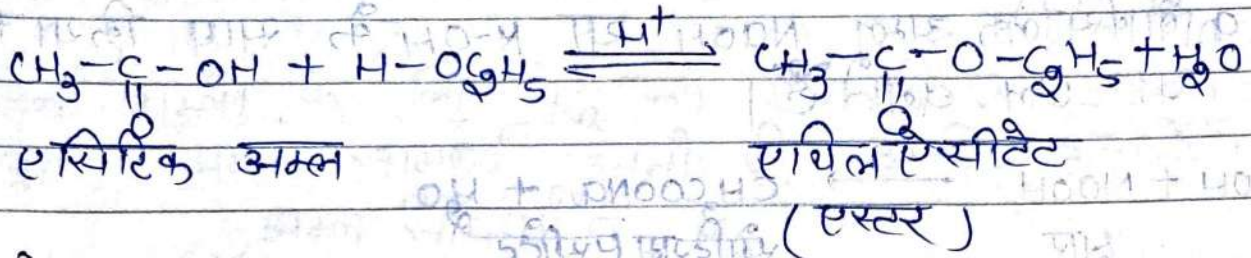 H⁺
CH₃-C-OH + H-OC₂H₅ ⇌ CH₃-C-O-C₂H₅ + H₂O
|| ||
O O
एसिटिक अम्ल एथिल ऐसीटेट
(एस्टर)